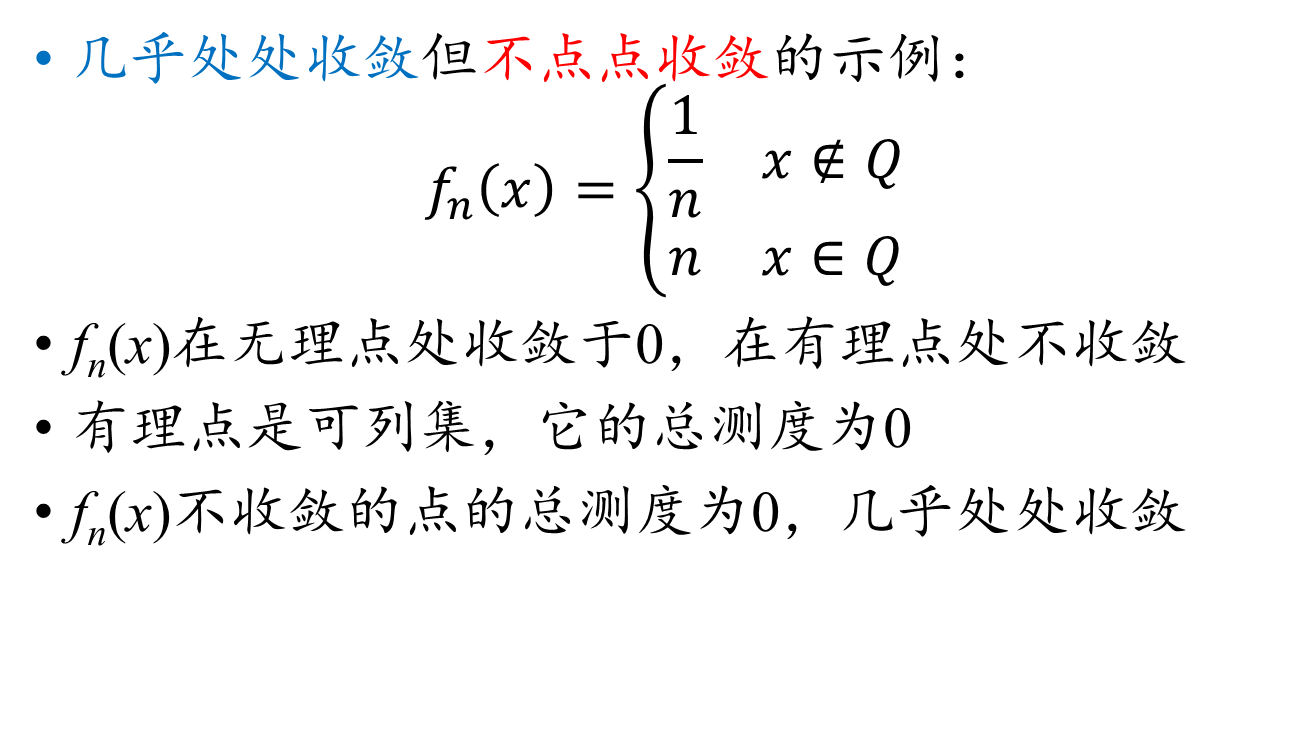 • 几乎处处收敛但不点点收敛的示例：
fₙ(x) = { 1/n x ∉ Q
n x ∈ Q
• fₙ(x)在无理点处收敛于0，在有理点处不收敛
• 有理点是可列集，它的总测度为0
• fₙ(x)不收敛的点的总测度为0，几乎处处收敛